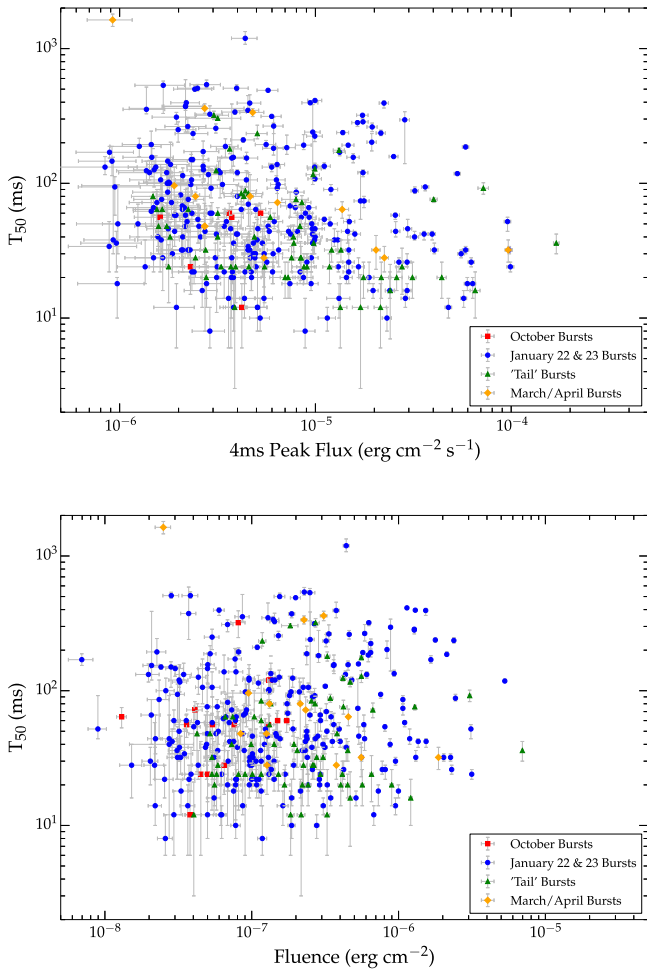 10³
10²
10¹
T₅₀ (ms)
October Bursts
January 22 & 23 Bursts
'Tail' Bursts
March/April Bursts
10⁻⁶ 10⁻⁵ 10⁻⁴
4ms Peak Flux (erg cm⁻² s⁻¹)
10³
10²
10¹
T₅₀ (ms)
October Bursts
January 22 & 23 Bursts
'Tail' Bursts
March/April Bursts
10⁻⁸ 10⁻⁷ 10⁻⁶ 10⁻⁵
Fluence (erg cm⁻²)